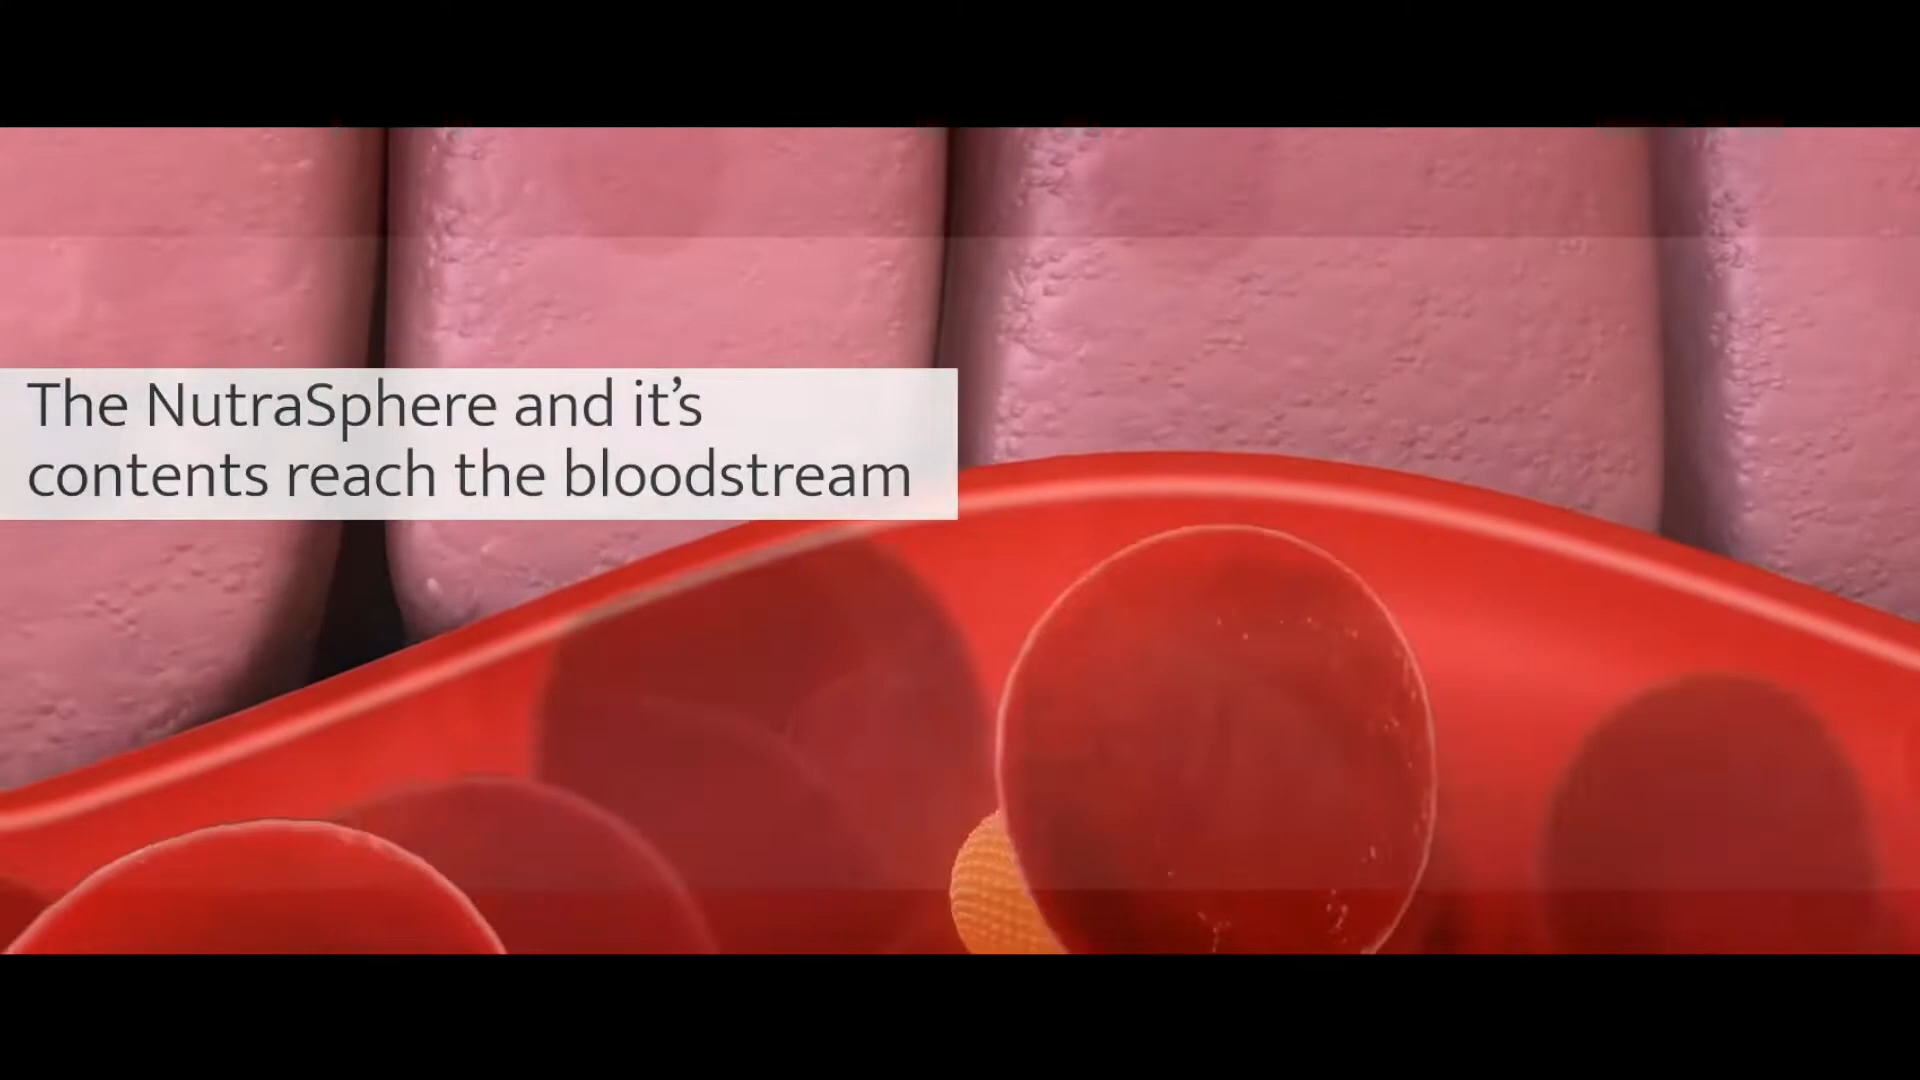 The NutraSphere and it’s
contents reach the bloodstream